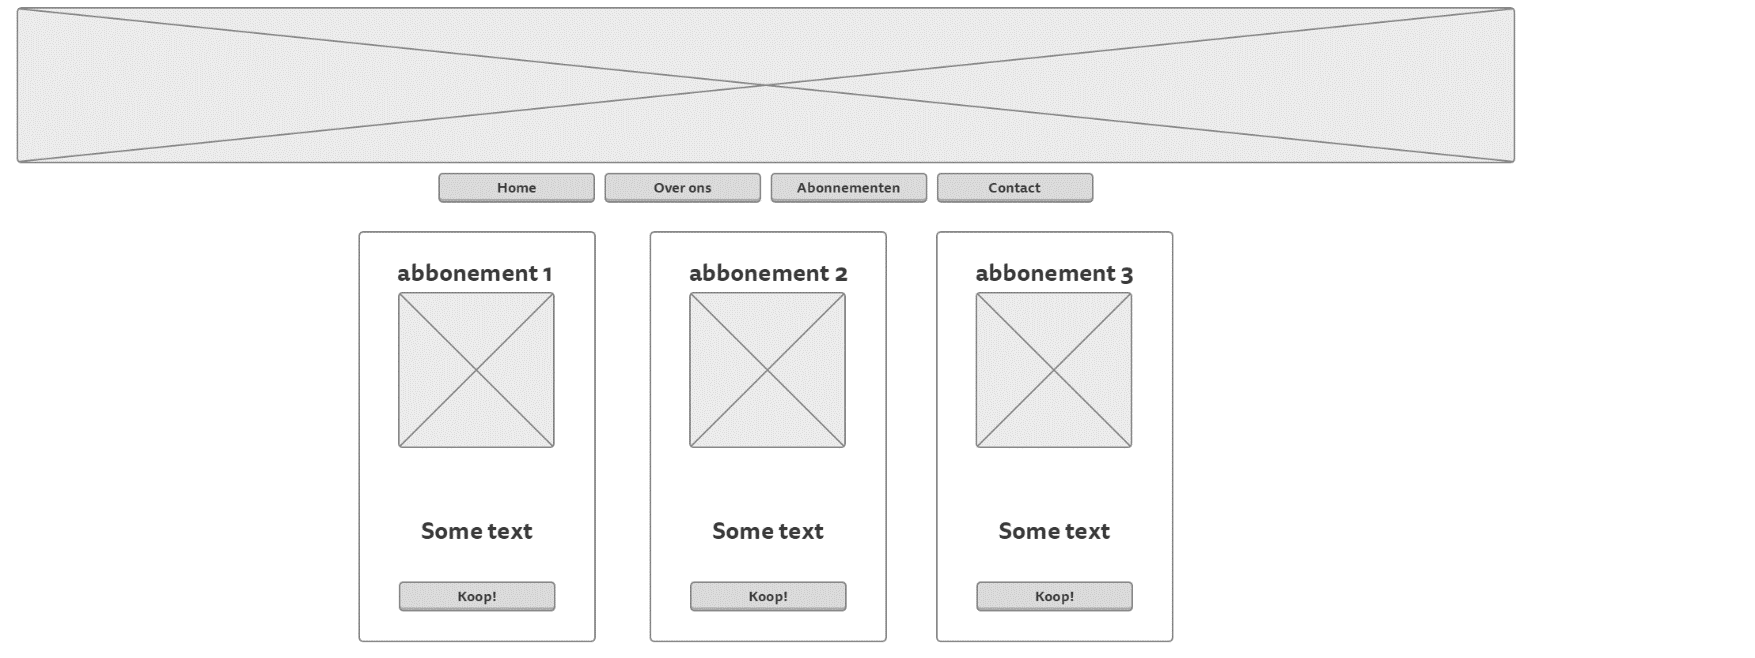 Home
Over ons
Abonnementen
Contact
abbonement 1
abbonement 2
abbonement 3
Some text
Some text
Some text
Koop!
Koop!
Koop!